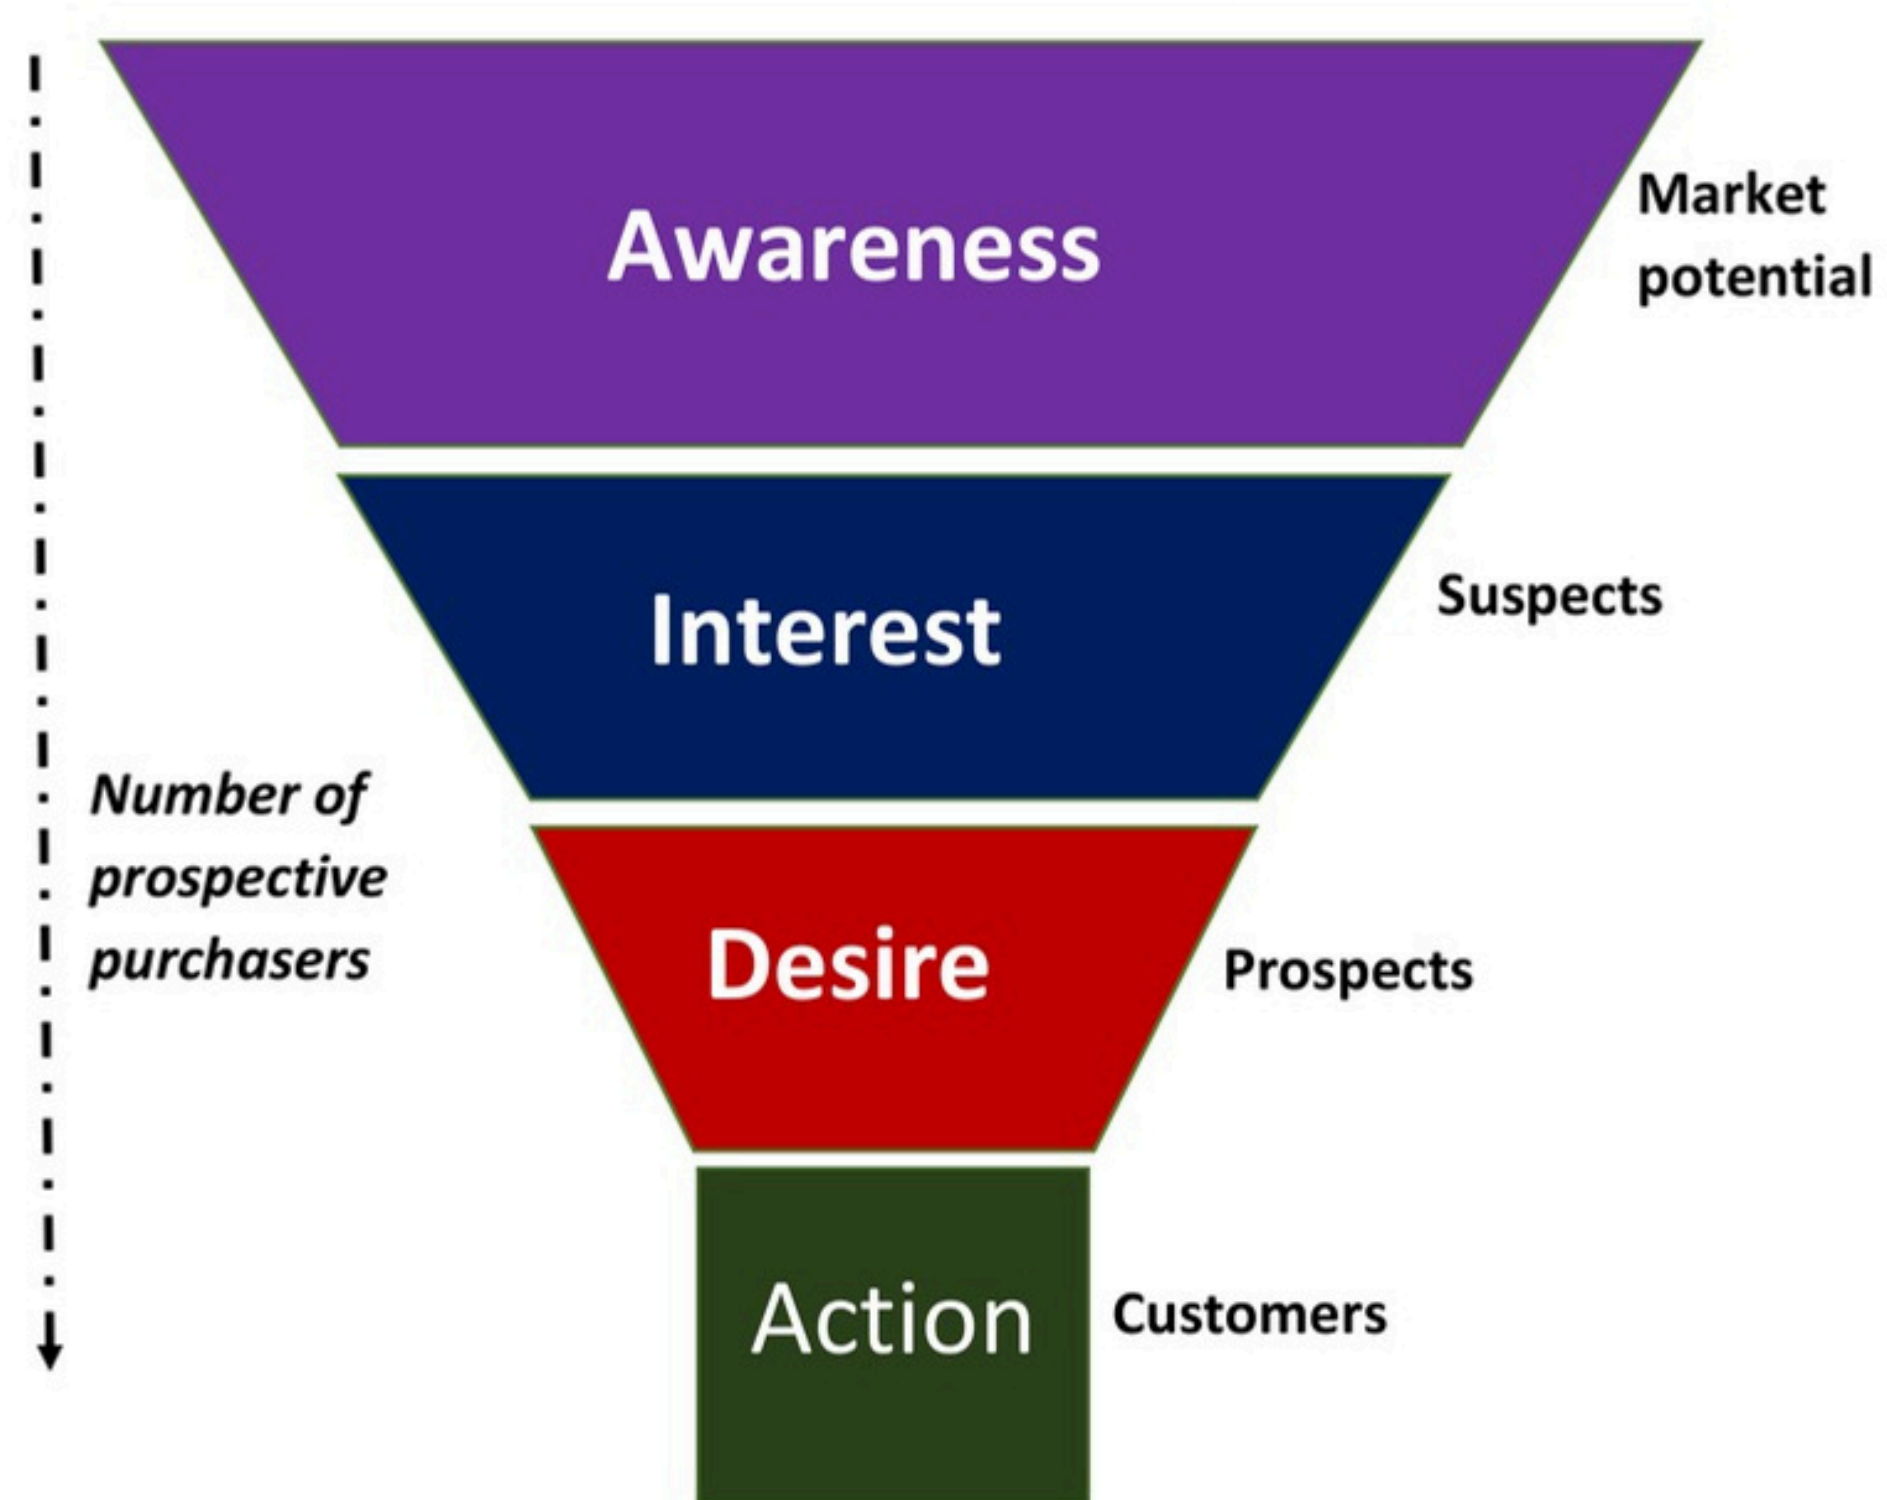 Awareness
Market
potential
Interest
Suspects
Number of
prospective
purchasers
Desire
Prospects
Action
Customers